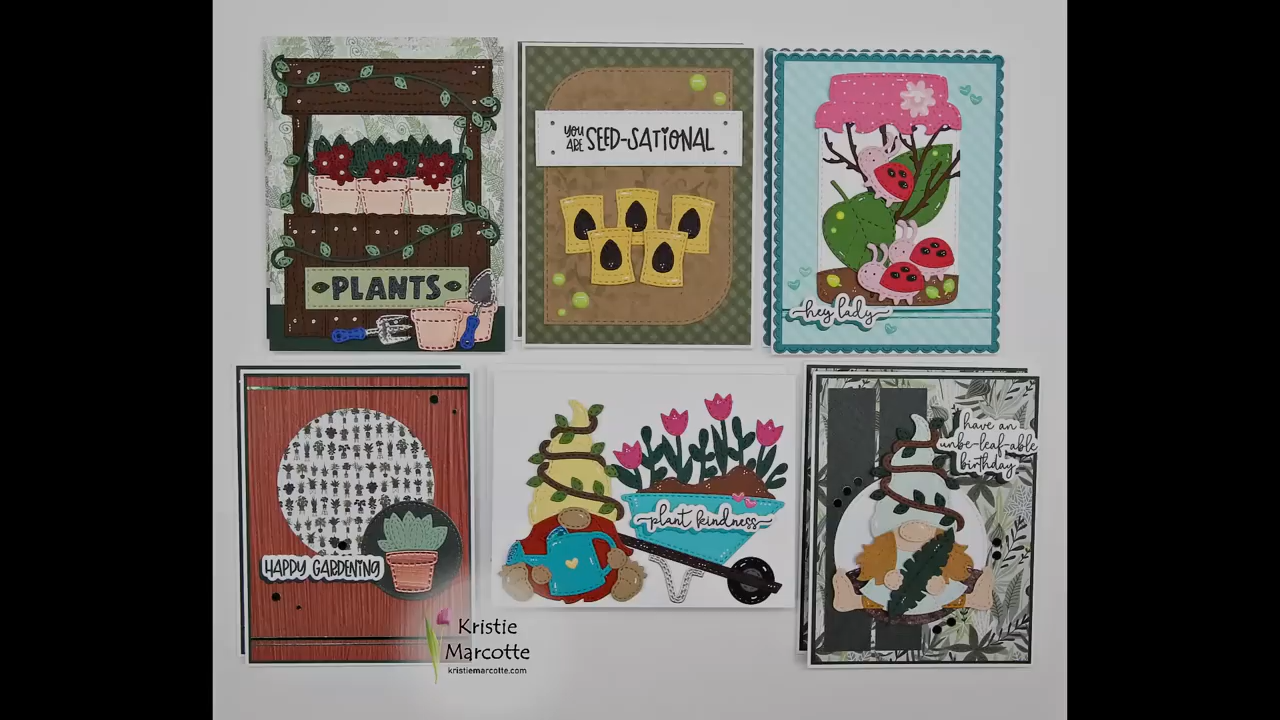 YOU ARE SEED-SATIONAL
PLANTS
hey lady
HAPPY GARDENING
plant kindness
have an
unbe-leaf-able
birthday
Kristie
Marcotte
kristiemarcotte.com